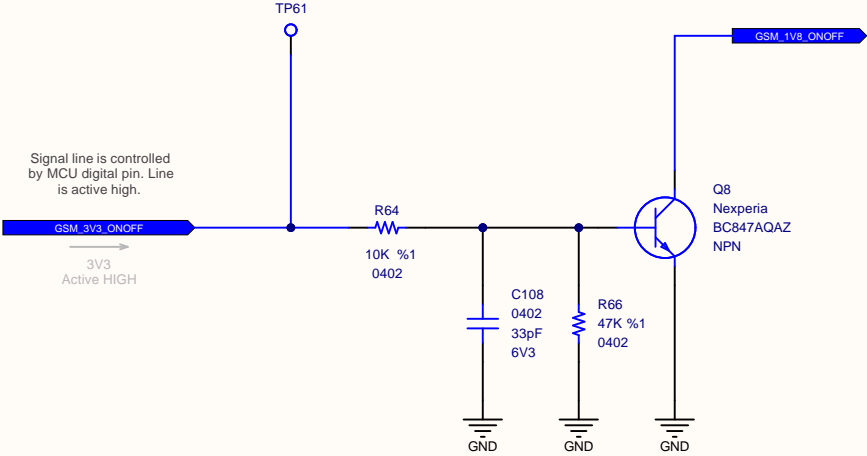 TP61
GSM_1V8_ONOFF
Signal line is controlled
by MCU digital pin. Line
is active high.
GSM_3V3_ONOFF
3V3
Active HIGH
R64
10K %1
0402
C108
0402
33pF
6V3
R66
47K %1
0402
Q8
Nexperia
BC847AQAZ
NPN
GND
GND
GND